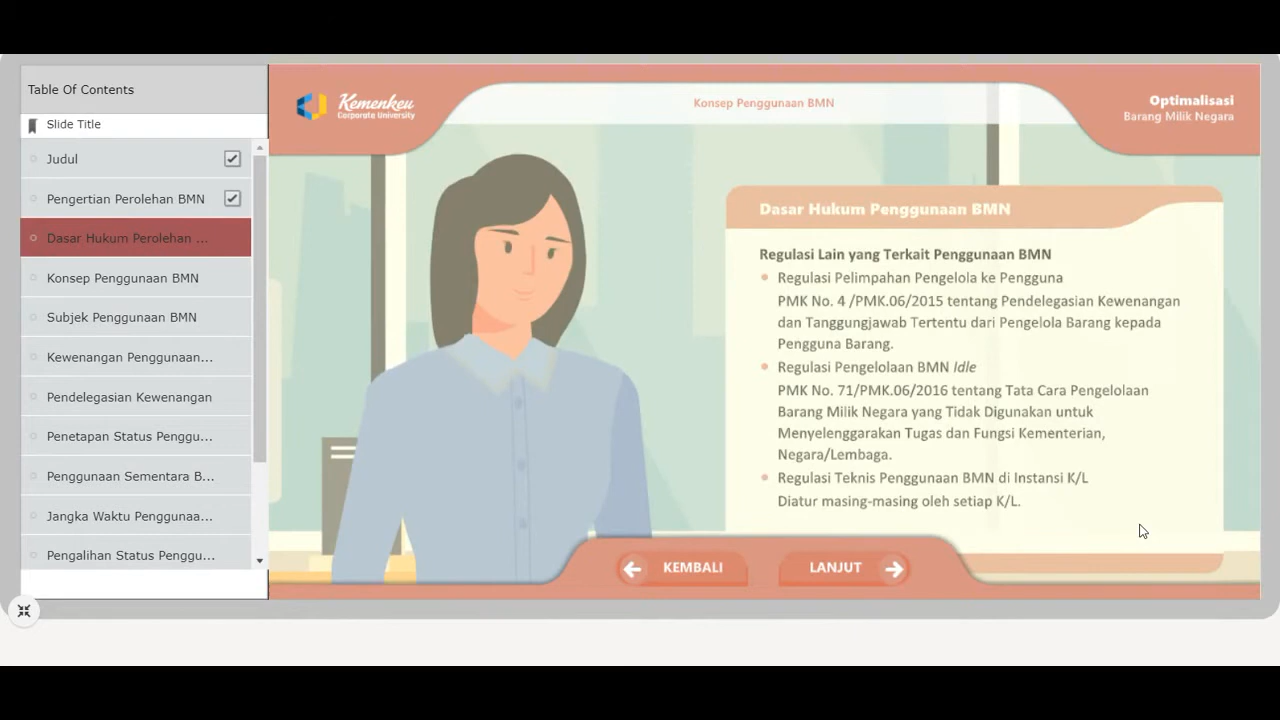 Table Of Contents
Slide Title
Judul
Pengertian Perolehan BMN
Dasar Hukum Perolehan ...
Konsep Penggunaan BMN
Subjek Penggunaan BMN
Kewenangan Penggunaan...
Pendelegasian Kewenangan
Penetapan Status Penggu...
Penggunaan Sementara B...
Jangka Waktu Penggunaa...
Pengalihan Status Penggu...
Kemenkeu
Corporate University
Konsep Penggunaan BMN
Optimalisasi
Barang Milik Negara
Dasar Hukum Penggunaan BMN
Regulasi Lain yang Terkait Penggunaan BMN
Regulasi Pelimpahan Pengelola ke Pengguna
PMK No. 4 /PMK.06/2015 tentang Pendelegasian Kewenangan
dan Tanggungjawab Tertentu dari Pengelola Barang kepada
Pengguna Barang.
Regulasi Pengelolaan BMN Idle
PMK No. 71/PMK.06/2016 tentang Tata Cara Pengelolaan
Barang Milik Negara yang Tidak Digunakan untuk
Menyelenggarakan Tugas dan Fungsi Kementerian,
Negara/Lembaga.
Regulasi Teknis Penggunaan BMN di Instansi K/L
Diatur masing-masing oleh setiap K/L.
KEMBALI
LANJUT